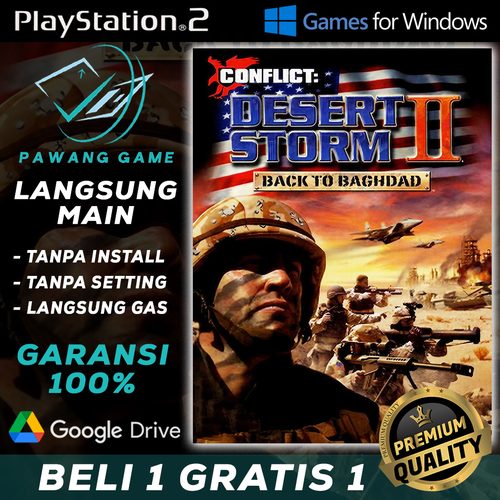 PlayStation®2
Games for Windows
PAWANG GAME
LANGSUNG
MAIN
- TANPA INSTALL
- TANPA SETTING
- LANGSUNG GAS
GARANSI
100%
Google Drive
CONFLICT:
DESERT
STORM II
BACK TO BAGHDAD
PREMIUM
QUALITY
BELI 1 GRATIS 1